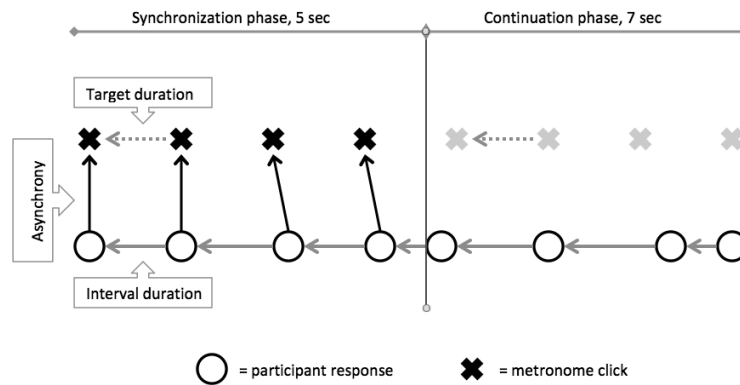 Synchronization phase, 5 sec
Continuation phase, 7 sec
Target duration
Asynchrony
Interval duration
= participant response
= metronome click